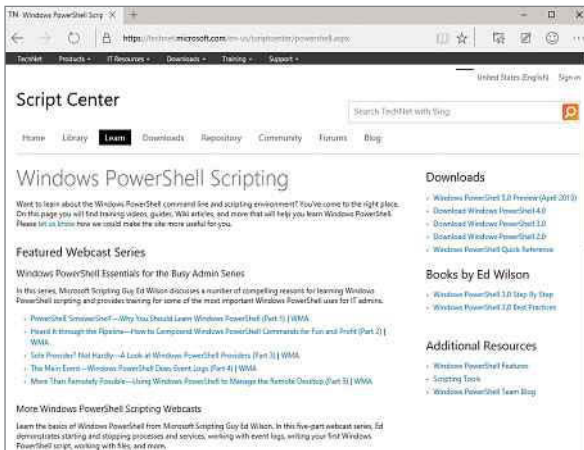 TN Windows PowerShell Scrip
https://technet.microsoft.com/en-us/scriptcenter/powershell.aspx
TechNet Products IT Resources Downloads Training Support
United States (English) Sign in
Script Center
Search TechNet with Bing
Home Library Learn Downloads Repository Community Forums Blog
Windows PowerShell Scripting
Want to learn about the Windows PowerShell command line and scripting environment? You've come to the right place.
On this page you will find training videos, guides, Wiki articles, and more that will help you learn Windows PowerShell.
Please let us know how we could make the site more useful for you.
Featured Webcast Series
Windows PowerShell Essentials for the Busy Admin Series
In this series, Microsoft Scripting Guy Ed Wilson discusses a number of compelling reasons for learning Windows
PowerShell scripting and provides training for some of the most important Windows PowerShell uses for IT admins.
PowerShell SmowerShell—Why You Should Learn Windows PowerShell (Part 1) | WMA
Heard It through the Pipeline—How to Compound Windows PowerShell Commands for Fun and Profit (Part 2) |
WMA
Sole Provider? Not Hardly—A Look at Windows PowerShell Providers (Part 3) | WMA
The Main Event—Windows PowerShell Does Event Logs (Part 4) | WMA
More Than Remotely Possible—Using Windows PowerShell to Manage the Remote Desktop (Part 5) | WMA
More Windows PowerShell Scripting Webcasts
Learn the basics of Windows PowerShell from Microsoft Scripting Guy Ed Wilson. In this five-part webcast series, Ed
demonstrates starting and stopping processes and services, working with event logs, writing your first Windows
PowerShell script, working with files, and more.
Downloads
Windows PowerShell 5.0 Preview (April 2015)
Download Windows PowerShell 4.0
Download Windows PowerShell 3.0
Download Windows PowerShell 2.0
Windows PowerShell Quick Reference
Books by Ed Wilson
Windows PowerShell 3.0 Step By Step
Windows PowerShell 3.0 Best Practices
Additional Resources
Windows PowerShell Features
Scripting Tools
Windows PowerShell Team Blog